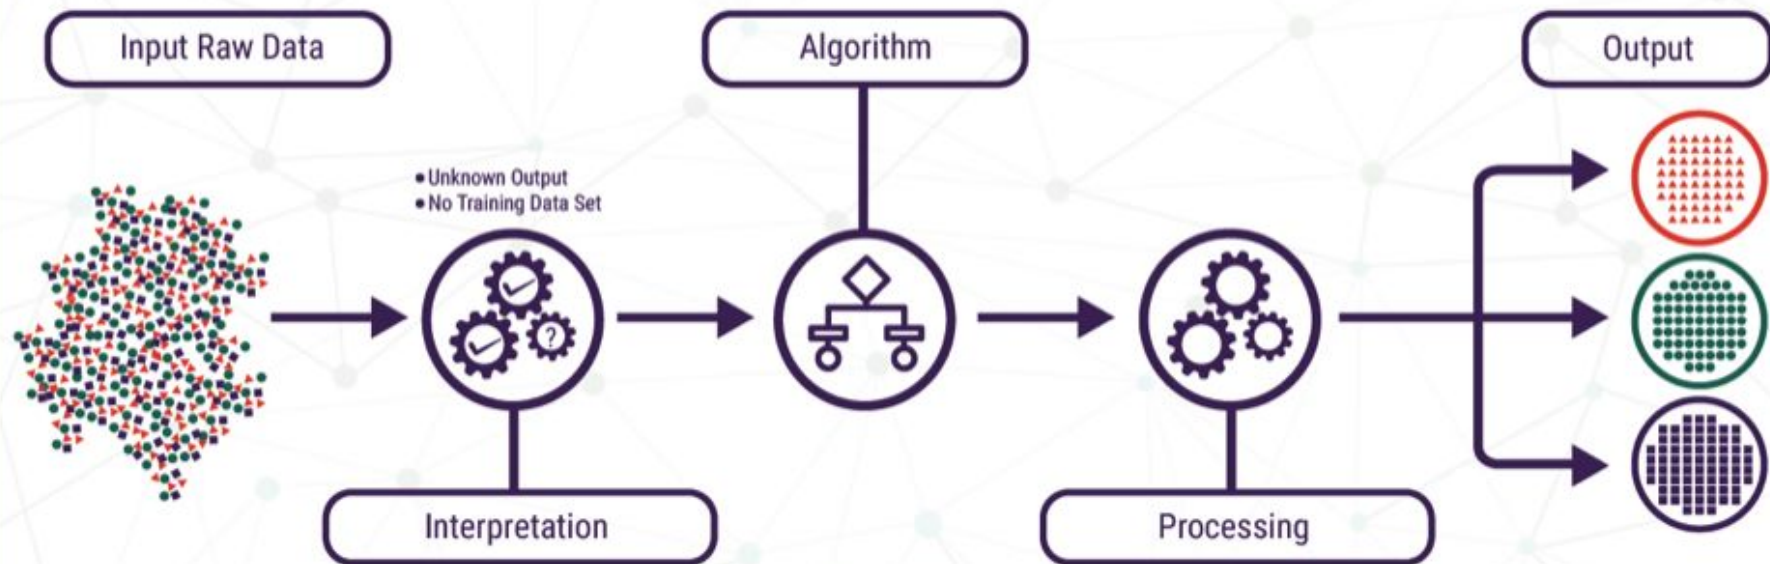 Input Raw Data
Algorithm
Output
• Unknown Output
• No Training Data Set
?
Interpretation
Processing